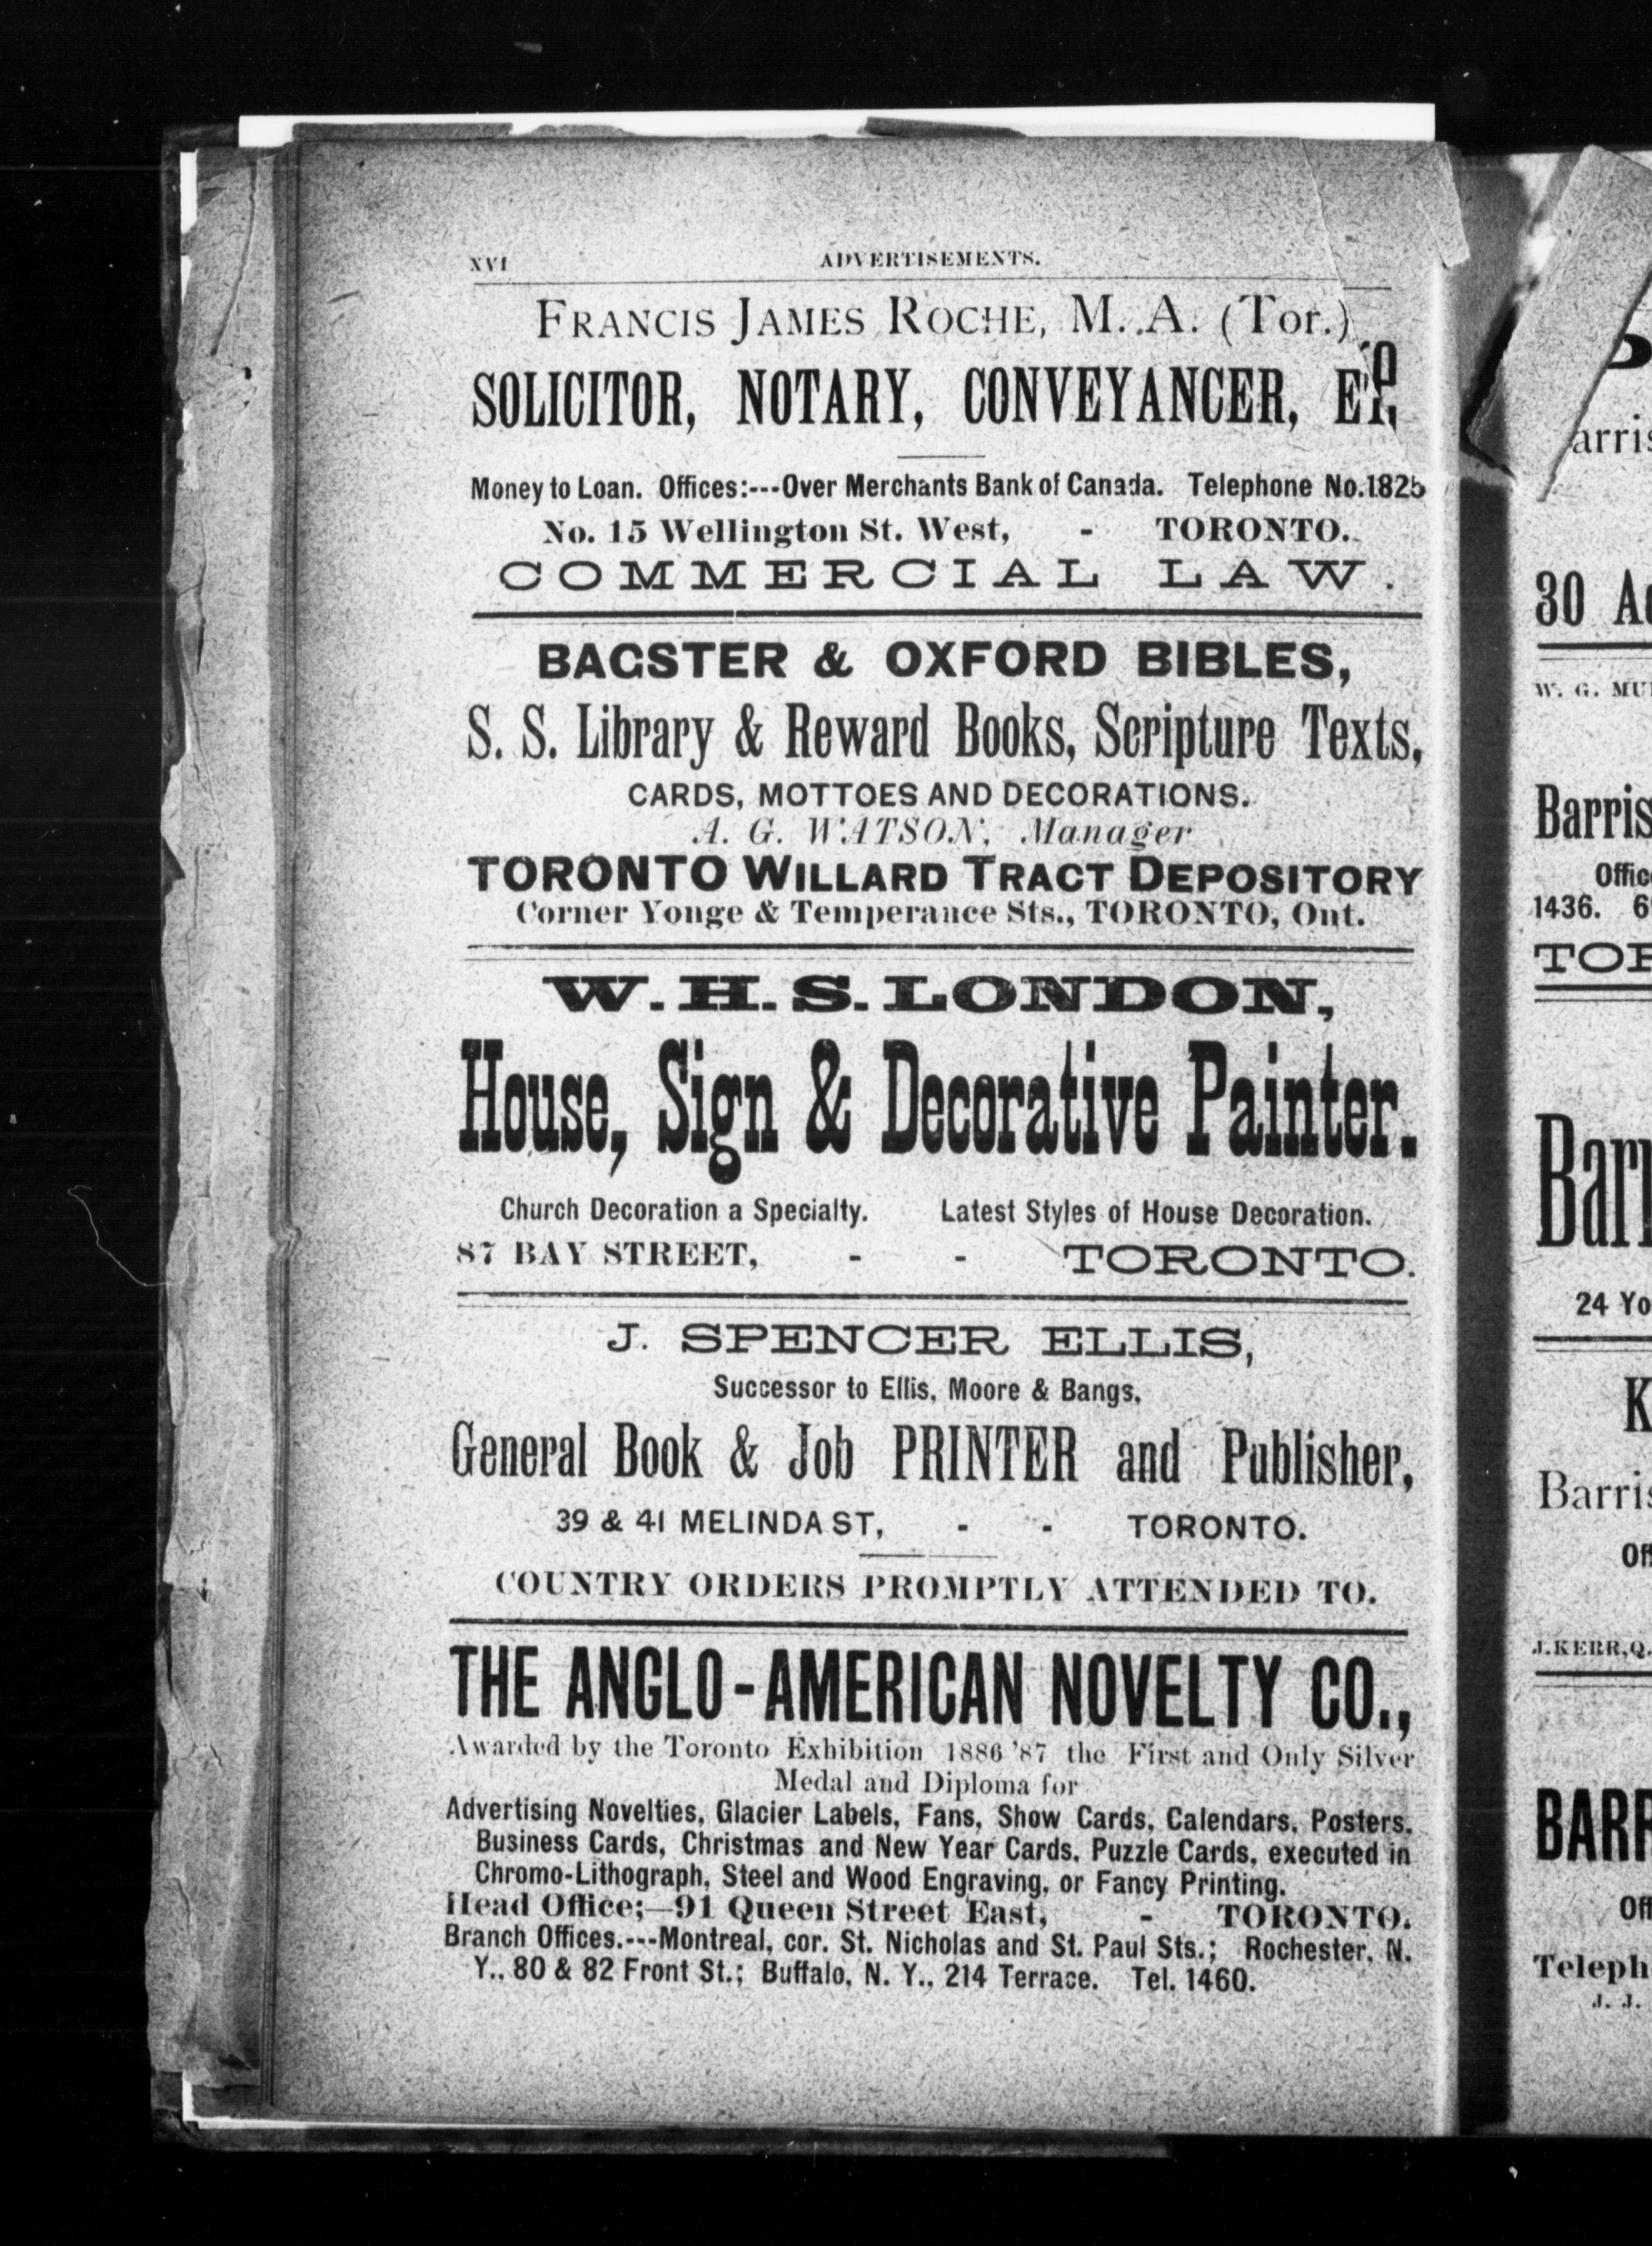 XVI ADVERTISEMENTS.
FRANCIS JAMES ROCHE, M. A. (Tor.)
SOLICITOR, NOTARY, CONVEYANCER,
Money to Loan. Offices:---Over Merchants Bank of Canada. Telephone No. 1825
No. 15 Wellington St. West, - TORONTO.
COMMERCIAL LAW.
BAGSTER & OXFORD BIBLES,
S. S. Library & Reward Books, Scripture Texts,
CARDS, MOTTOES AND DECORATIONS.
A. G. WATSON, Manager
TORONTO WILLARD TRACT DEPOSITORY
Corner Yonge & Temperance Sts., TORONTO, Ont.
W. H. S. LONDON,
House, Sign & Decorative Painter.
Church Decoration a Specialty. Latest Styles of House Decoration.
87 BAY STREET, - - TORONTO.
J. SPENCER ELLIS,
Successor to Ellis, Moore & Bangs,
General Book & Job PRINTER and Publisher,
39 & 41 MELINDA ST, - - TORONTO.
COUNTRY ORDERS PROMPTLY ATTENDED TO.
THE ANGLO-AMERICAN NOVELTY CO.,
Awarded by the Toronto Exhibition 1886 '87 the First and Only Silver
Medal and Diploma for
Advertising Novelties, Glacier Labels, Fans, Show Cards, Calendars, Posters,
Business Cards, Christmas and New Year Cards, Puzzle Cards, executed in
Chromo-Lithograph, Steel and Wood Engraving, or Fancy Printing.
Head Office;—91 Queen Street East, - TORONTO.
Branch Offices.---Montreal, cor. St. Nicholas and St. Paul Sts.; Rochester, N.
Y., 80 & 82 Front St.; Buffalo, N. Y., 214 Terrace. Tel. 1460.
30
W. G.
1436.
24
J. KERR, Q.
J. J.